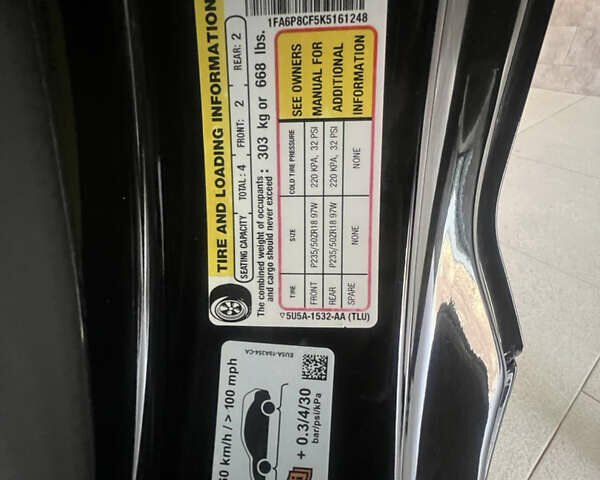 1FA6P8CF5K5161248
TIRE AND LOADING INFORMATION
SEATING CAPACITY TOTAL: 4 FRONT: 2 REAR: 2
The combined weight of occupants
and cargo should never exceed : 303 kg or 668 lbs.
TIRE SIZE COLD TIRE PRESSURE
FRONT P235/50ZR18 97W 220 KPA, 32 PSI
REAR P235/50ZR18 97W 220 KPA, 32 PSI
SPARE NONE NONE
SEE OWNERS
MANUAL FOR
ADDITIONAL
INFORMATION
5U5A-1532-AA (TLU)
60 km/h / > 100 mph
+ 0.3/4/30
bar/psi/kPa